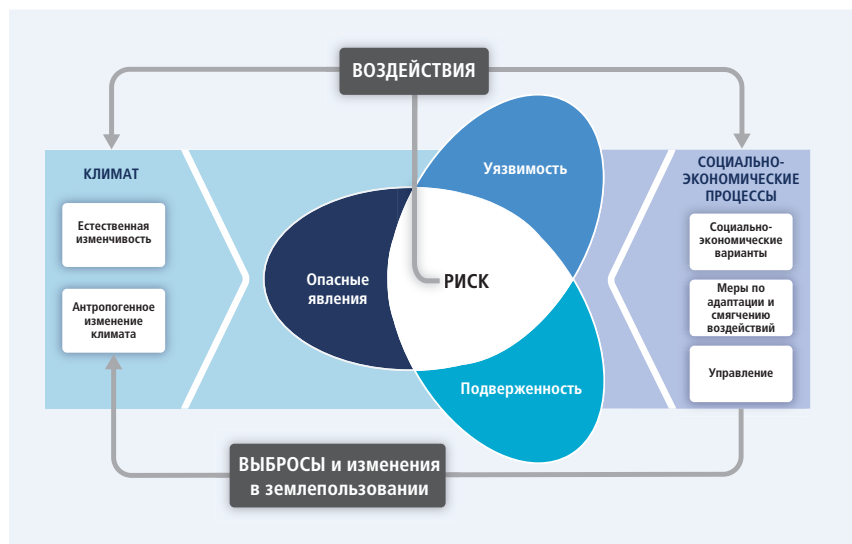 ВОЗДЕЙСТВИЯ
КЛИМАТ
Естественная
изменчивость
Антропогенное
изменение
климата
Уязвимость
Опасные
явления
РИСК
Подверженность
СОЦИАЛЬНО-
ЭКОНОМИЧЕСКИЕ
ПРОЦЕССЫ
Социально-
экономические
варианты
Меры по
адаптации и
смягчению
воздействий
Управление
ВЫБРОСЫ и изменения
в землепользовании